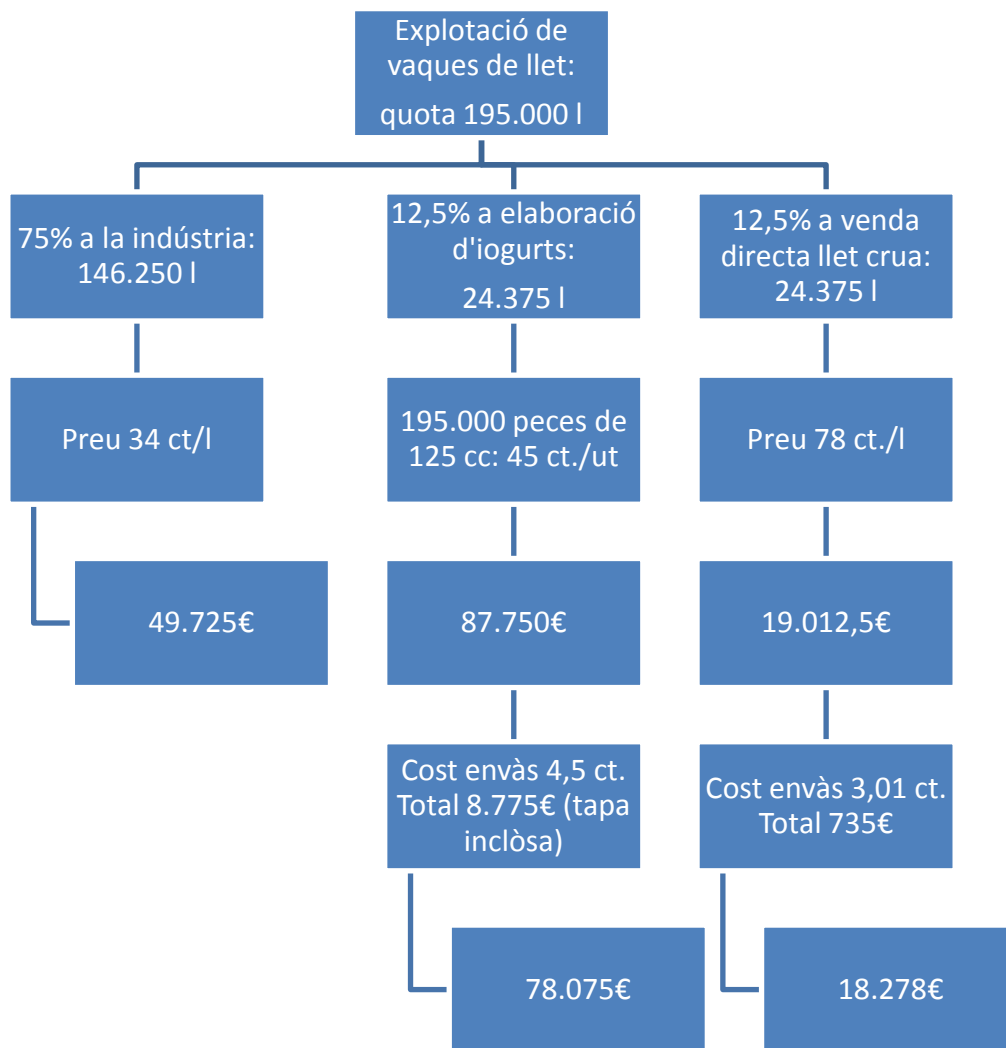 Explotació de
vaques de llet:
quota 195.000 l
75% a la indústria:
146.250 l
12,5% a elaboració
d'iogurts:
24.375 l
12,5% a venda
directa llet crua:
24.375 l
Preu 34 ct/l
195.000 peces de
125 cc: 45 ct./ut
Preu 78 ct./l
49.725€
87.750€
19.012,5€
Cost envàs 4,5 ct.
Total 8.775€ (tapa
inclòsa)
Cost envàs 3,01 ct.
Total 735€
78.075€
18.278€